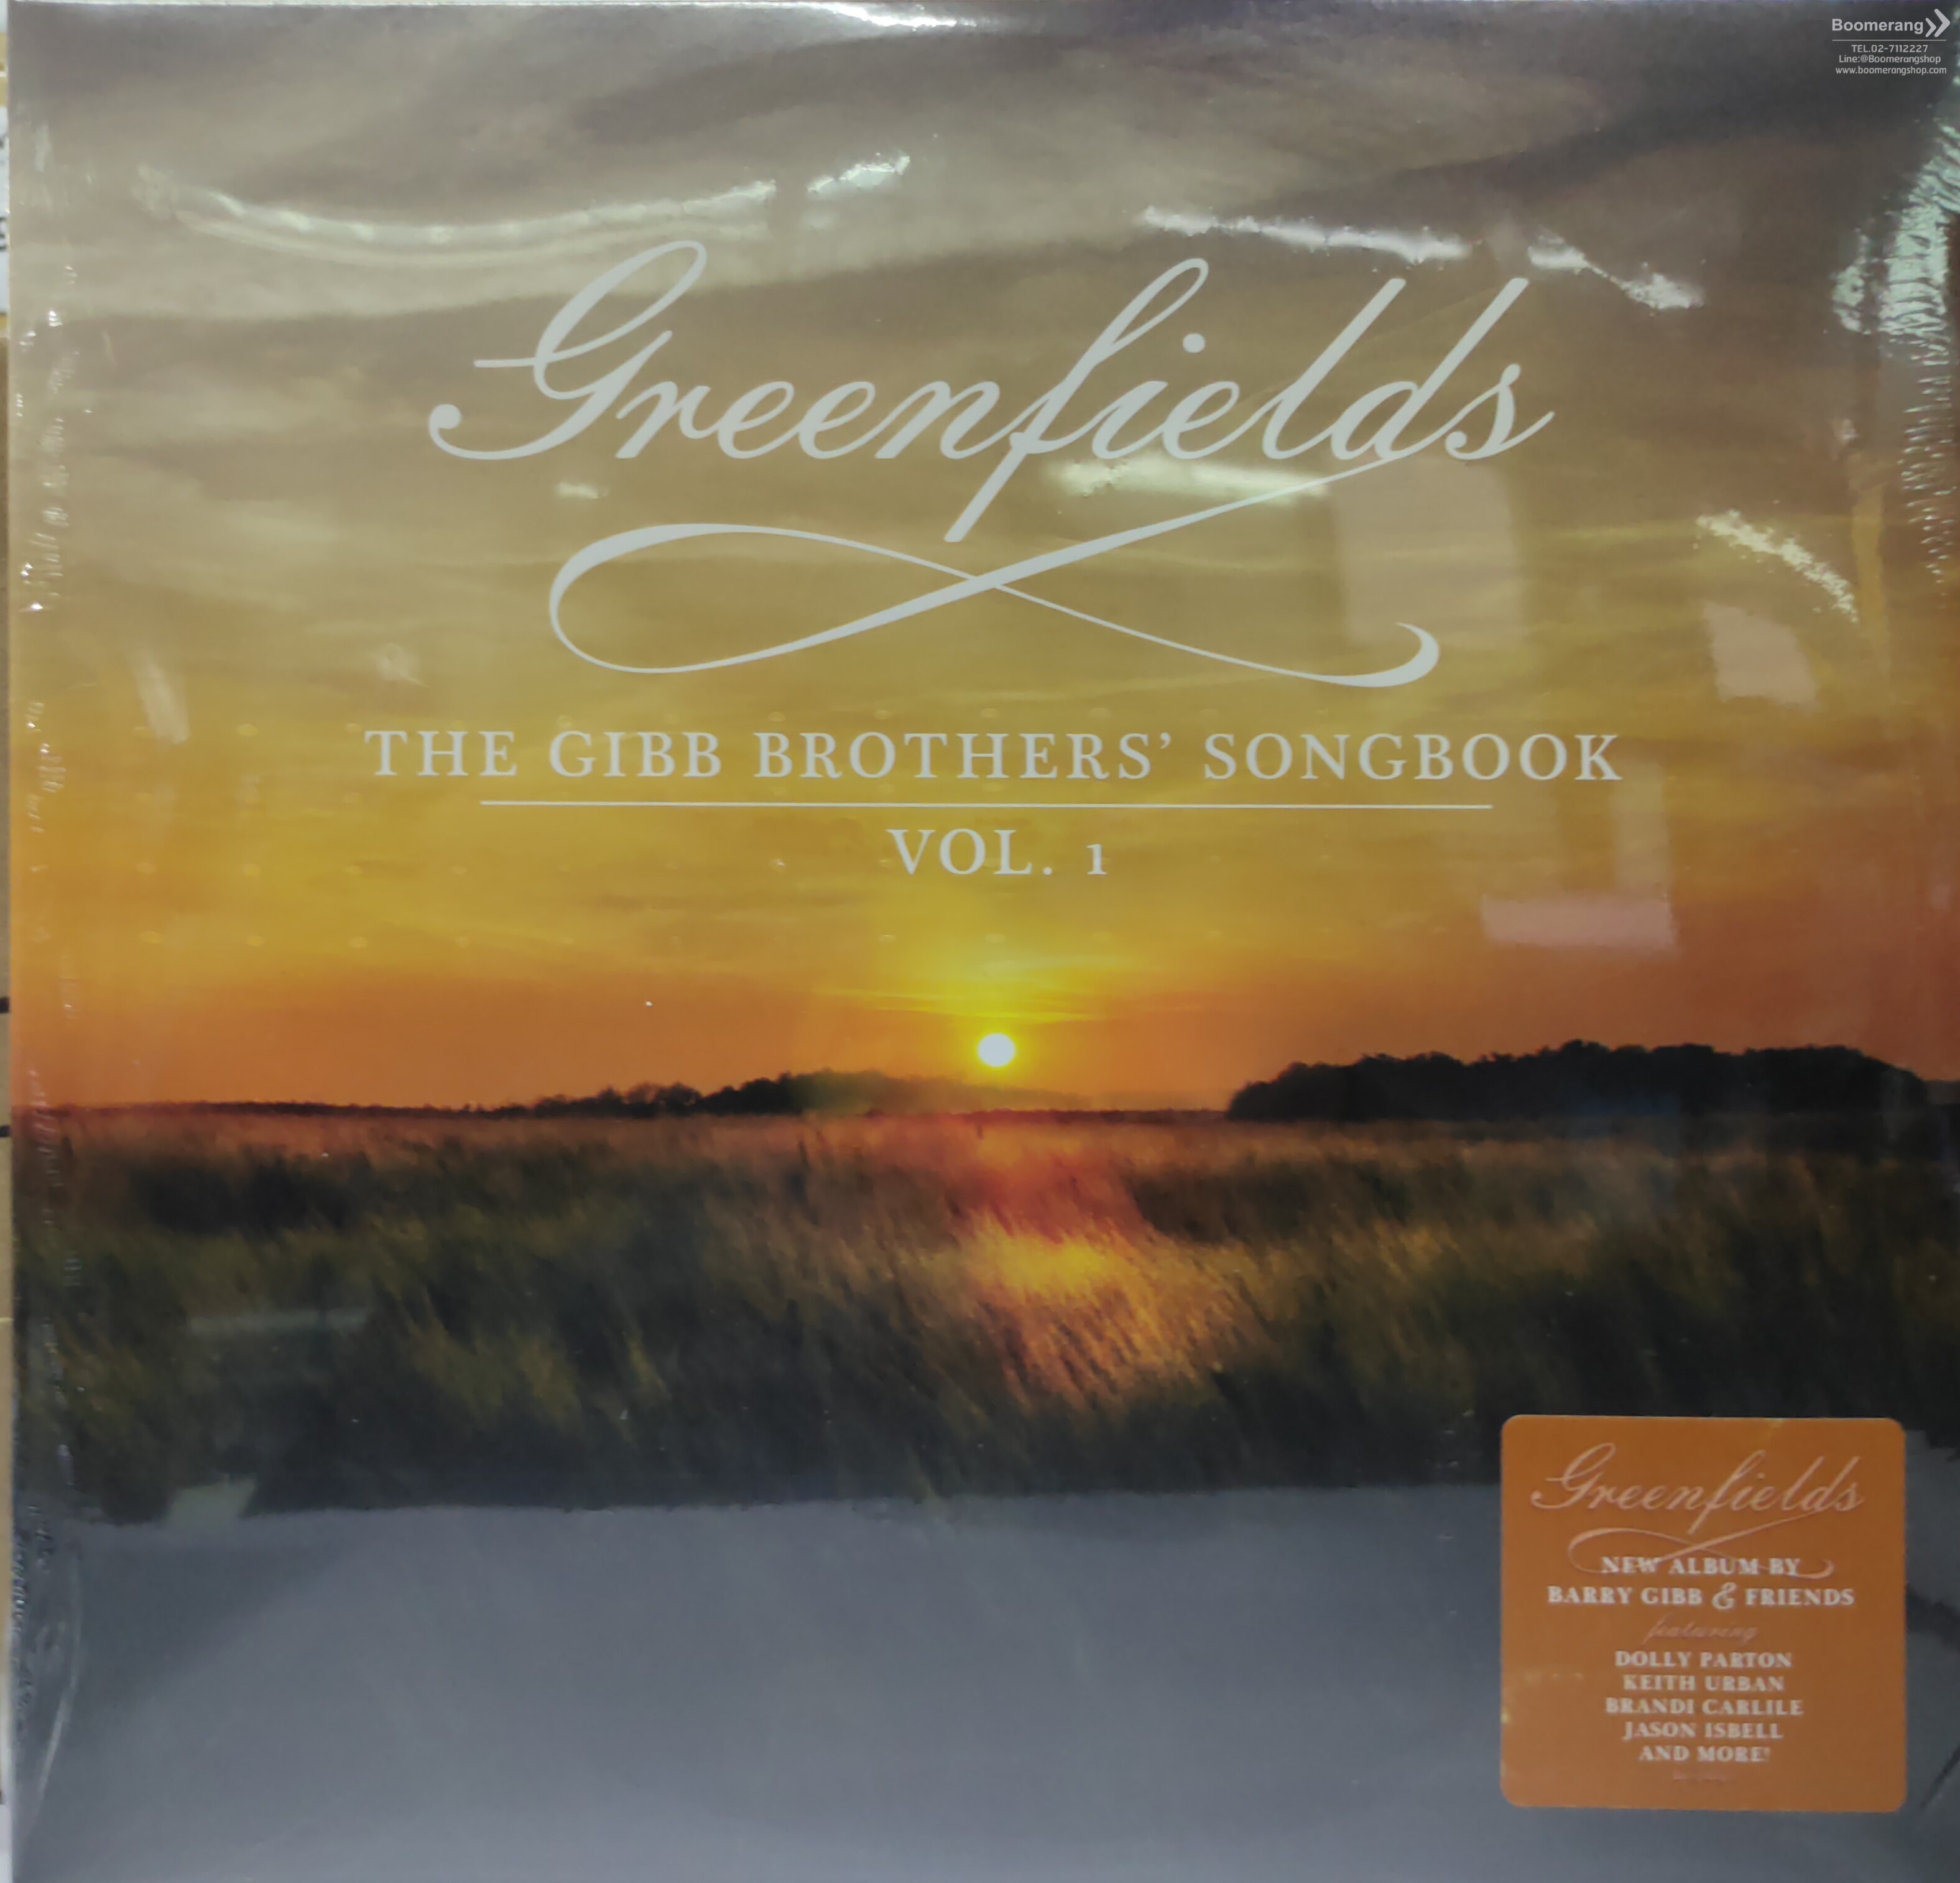 Boomerang
TEL.02-7112227
Line:@Boomerangshop
www.boomerangshop.com
Greenfields
THE GIBB BROTHERS’ SONGBOOK
VOL. 1
Greenfields
NEW ALBUM BY
BARRY GIBB & FRIENDS
featuring
DOLLY PARTON
KEITH URBAN
BRANDI CARLILE
JASON ISBELL
AND MORE!